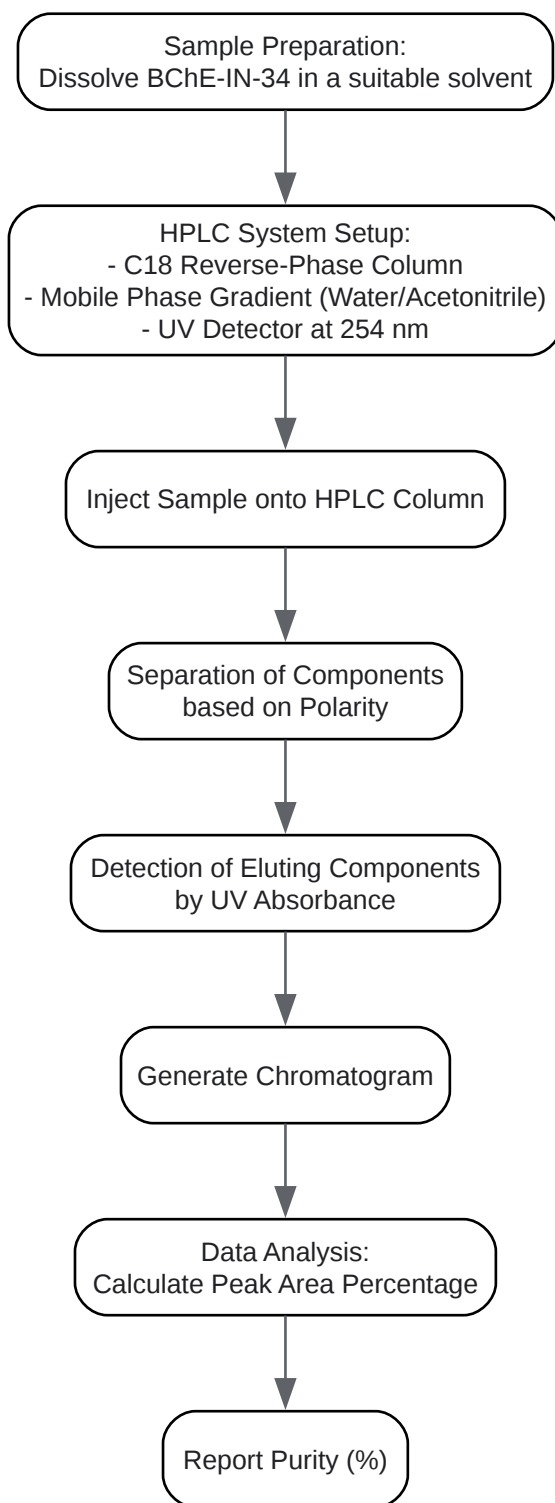 Sample Preparation:
Dissolve BChE-IN-34 in a suitable solvent
HPLC System Setup:
- C18 Reverse-Phase Column
- Mobile Phase Gradient (Water/Acetonitrile)
- UV Detector at 254 nm
Inject Sample onto HPLC Column
Separation of Components
based on Polarity
Detection of Eluting Components
by UV Absorbance
Generate Chromatogram
Data Analysis:
Calculate Peak Area Percentage
Report Purity (%)